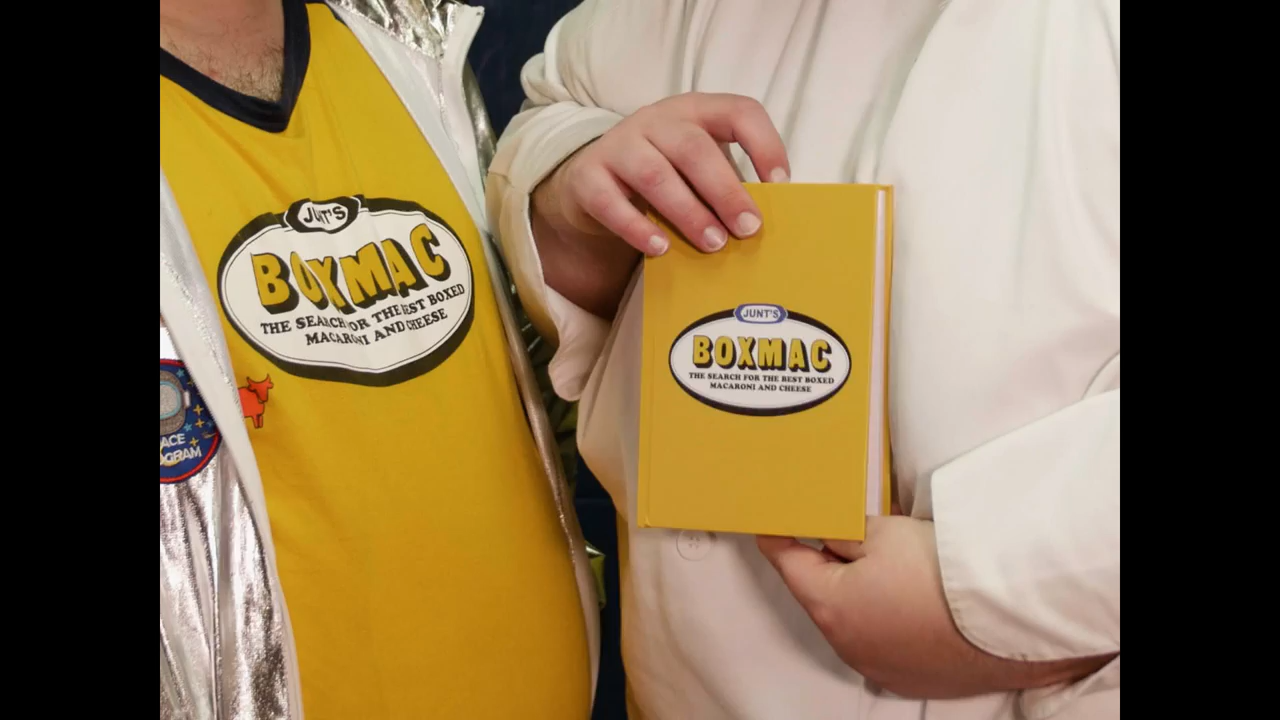 JUNT'S
BOXMAC
THE SEARCH FOR THE BEST BOXED
MACARONI AND CHEESE
JUNT'S
BOXMAC
THE SEARCH FOR THE BEST BOXED
MACARONI AND CHEESE